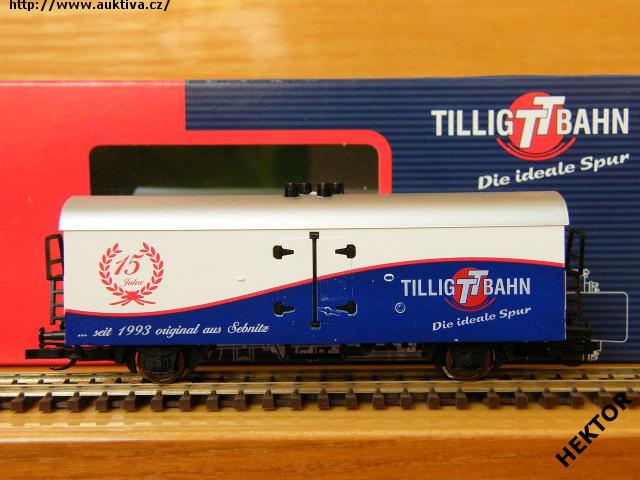 http://www.auktiva.cz/
TILLIG TT BAHN
Die ideale Spur
15
Jahre
TILLIG TT BAHN
Die ideale Spur
... seit 1993 original aus Sebnitz
HEKTOR